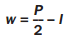 w = P/2 − l